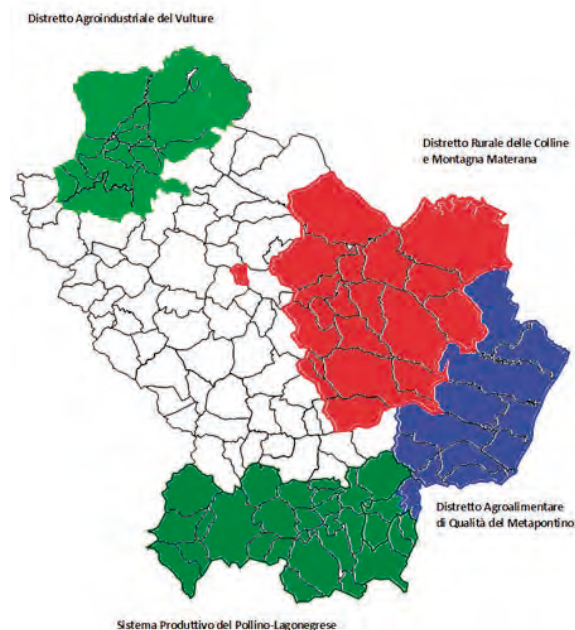 Distretto Agroindustriale del Vulture
Distretto Rurale delle Colline
e Montagna Materana
Distretto Agroalimentare
di Qualità del Metapontino
Sistema Produttivo del Pollino-Lagonegrese